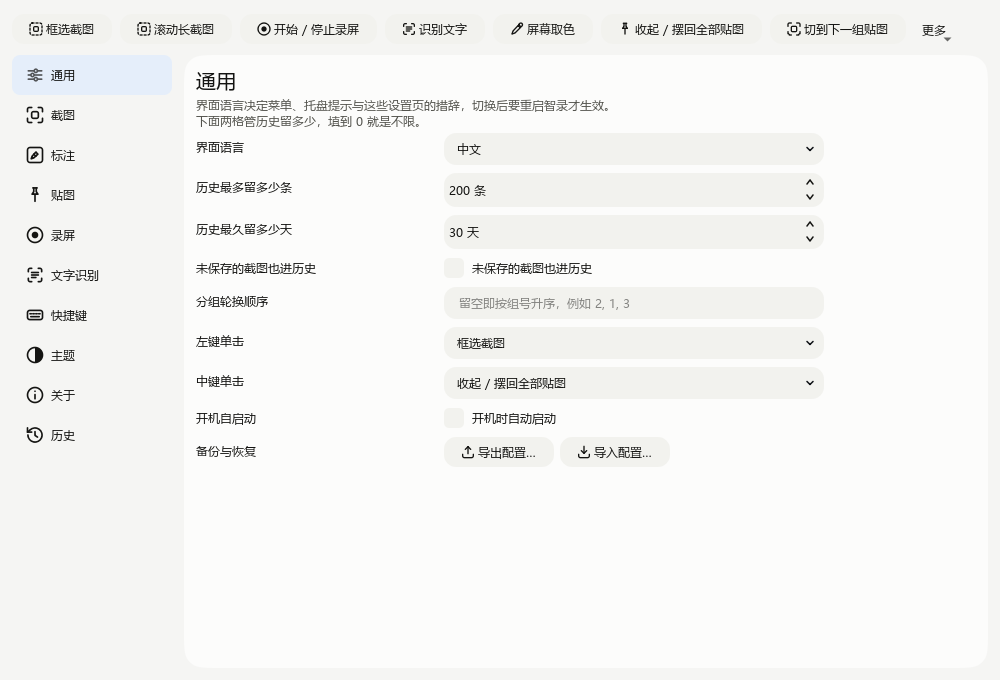 框选截图 滚动长截图 开始 / 停止录屏 识别文字 屏幕取色 收起 / 摆回全部贴图 切到下一组贴图 更多
通用
截图
标注
贴图
录屏
文字识别
快捷键
主题
关于
历史
通用
界面语言决定菜单、托盘提示与这些设置页的措辞，切换后要重启智录才生效。
下面两格管历史留多少，填到 0 就是不限。
界面语言 中文
历史最多留多少条 200 条
历史最久留多少天 30 天
未保存的截图也进历史 未保存的截图也进历史
分组轮换顺序 留空即按组号升序，例如 2, 1, 3
左键单击 框选截图
中键单击 收起 / 摆回全部贴图
开机自启动 开机时自动启动
备份与恢复 导出配置... 导入配置...